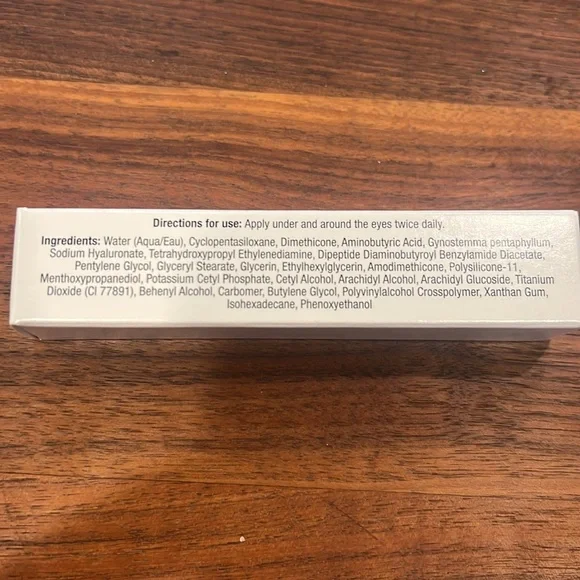 Directions for use: Apply under and around the eyes twice daily.
Ingredients: Water (Aqua/Eau), Cyclopentasiloxane, Dimethicone, Aminobutyric Acid, Gynostemma pentaphyllum,
Sodium Hyaluronate, Tetrahydroxypropyl Ethylenediamine, Dipeptide Diaminobutyroyl Benzylamide Diacetate,
Pentylene Glycol, Glyceryl Stearate, Glycerin, Ethylhexylglycerin, Amodimethicone, Polysilicone-11,
Menthoxypropanediol, Potassium Cetyl Phosphate, Cetyl Alcohol, Arachidyl Alcohol, Arachidyl Glucoside, Titanium
Dioxide (CI 77891), Behenyl Alcohol, Carbomer, Butylene Glycol, Polyvinylalcohol Crosspolymer, Xanthan Gum,
Isohexadecane, Phenoxyethanol